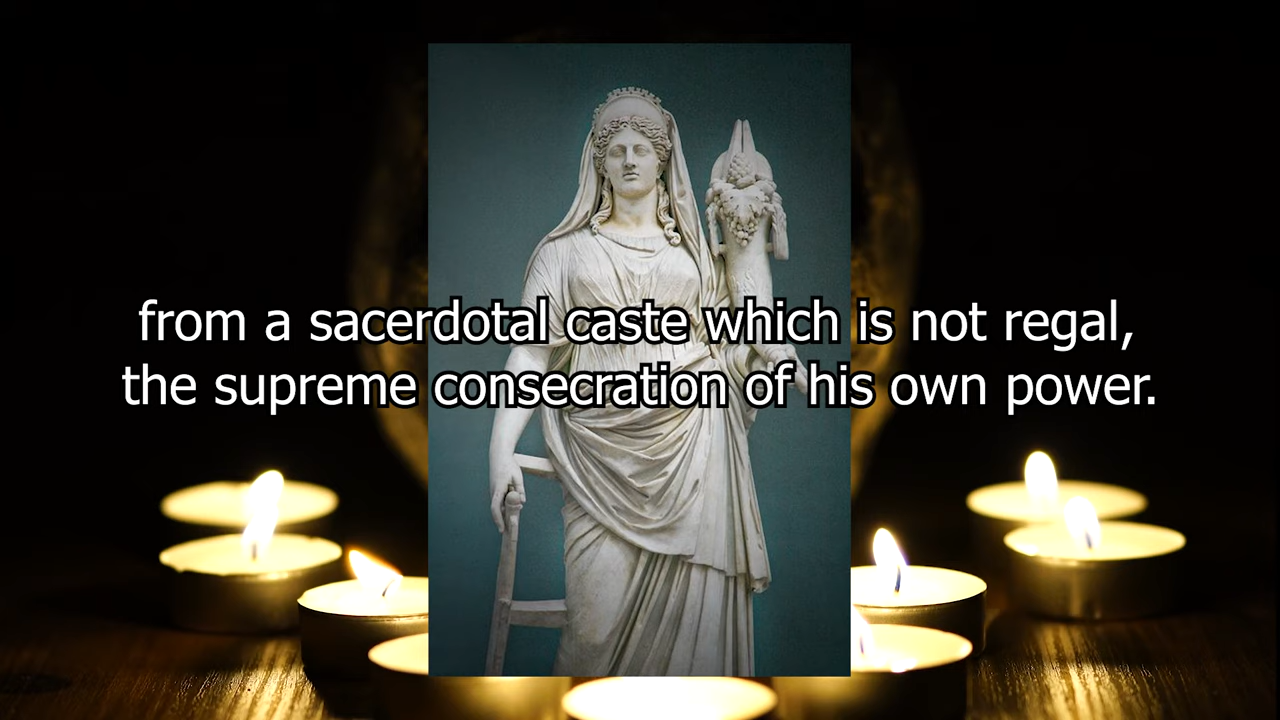 from a sacerdotal caste which is not regal,
the supreme consecration of his own power.